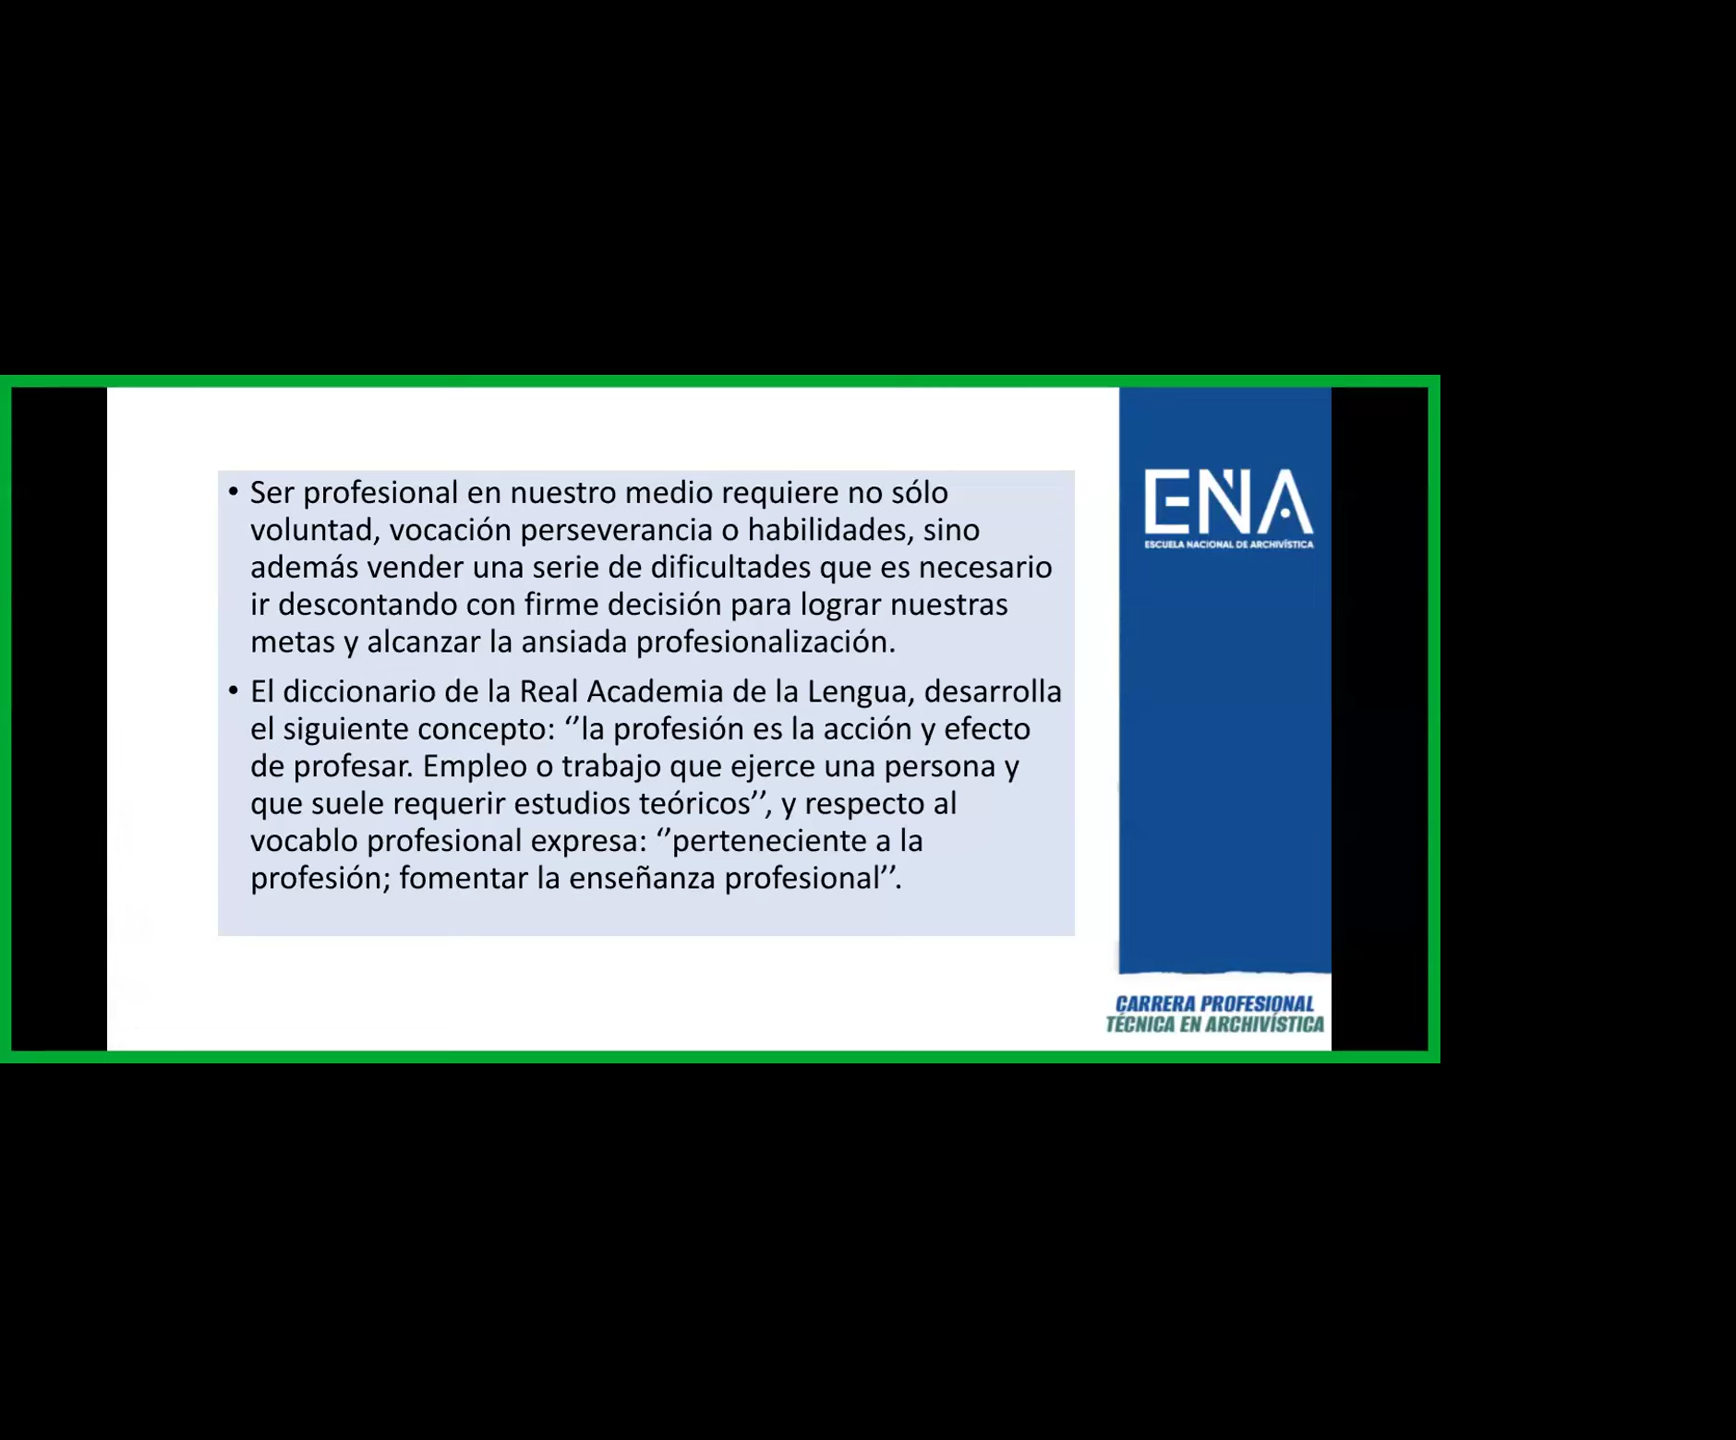 • Ser profesional en nuestro medio requiere no sólo
voluntad, vocación perseverancia o habilidades, sino
además vender una serie de dificultades que es necesario
ir descontando con firme decisión para lograr nuestras
metas y alcanzar la ansiada profesionalización.
• El diccionario de la Real Academia de la Lengua, desarrolla
el siguiente concepto: ‘’la profesión es la acción y efecto
de profesar. Empleo o trabajo que ejerce una persona y
que suele requerir estudios teóricos’’, y respecto al
vocablo profesional expresa: ‘’perteneciente a la
profesión; fomentar la enseñanza profesional’’.
ENA
ESCUELA NACIONAL DE ARCHIVÍSTICA
CARRERA PROFESIONAL
TÉCNICA EN ARCHIVÍSTICA